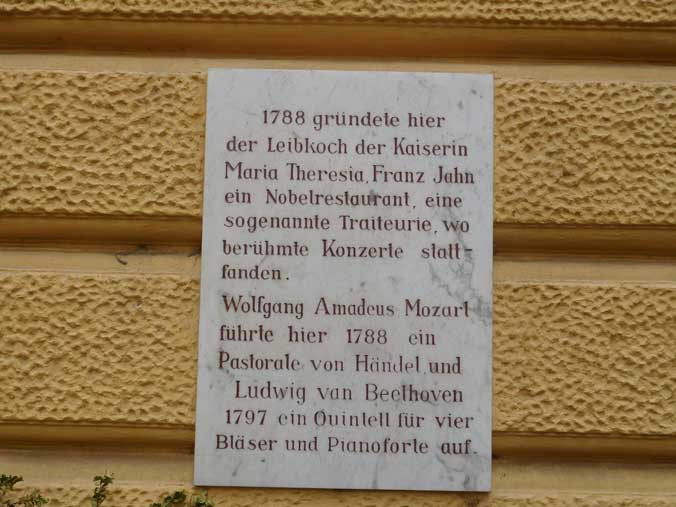 1788 gründete hier
der Leibkoch der Kaiserin
Maria Theresia, Franz Jahn
ein Nobelrestaurant, eine
sogenannte Traiteurie, wo
berühmte Konzerte statt-
fanden.
Wolfgang Amadeus Mozart
führte hier 1788 ein
Pastorale von Händel, und
Ludwig van Beethoven
1797 ein Quintett für vier
Bläser und Pianoforte auf.